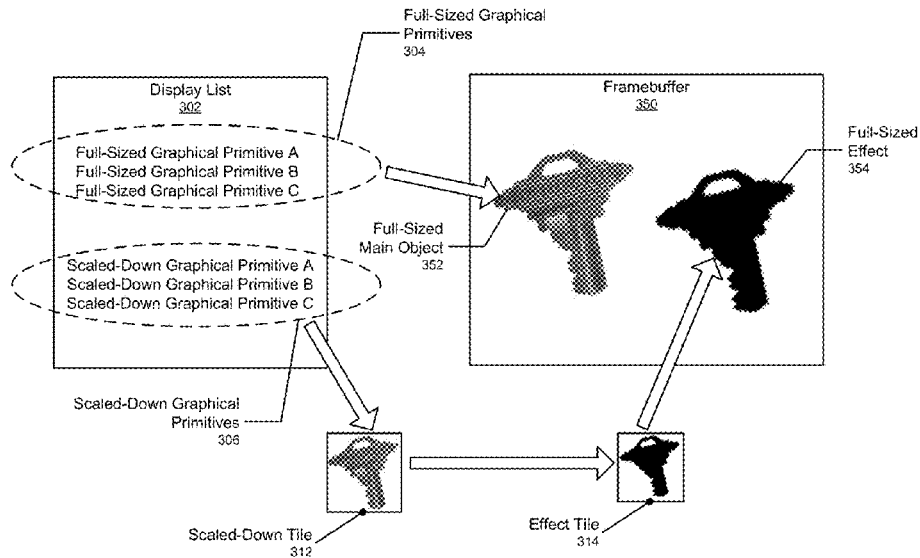 Full-Sized Graphical
Primitives
304
Display List
302
Full-Sized Graphical Primitive A
Full-Sized Graphical Primitive B
Full-Sized Graphical Primitive C
Scaled-Down Graphical Primitive A
Scaled-Down Graphical Primitive B
Scaled-Down Graphical Primitive C
Framebuffer
350
Full-Sized
Effect
354
Full-Sized
Main Object
352
Scaled-Down Graphical
Primitives
306
Scaled-Down Tile
312
Effect Tile
314